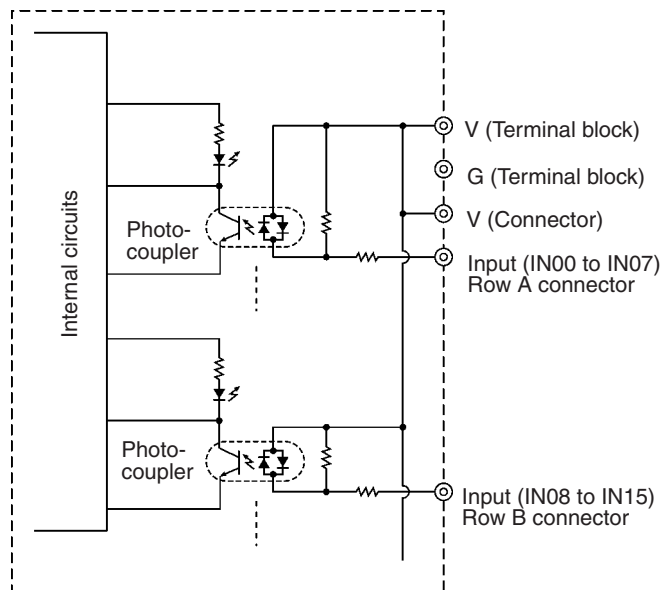 V (Terminal block)
G (Terminal block)
V (Connector)
Input (IN00 to IN07)
Row A connector
Photo-
coupler
Internal circuits
Photo-
coupler
Input (IN08 to IN15)
Row B connector